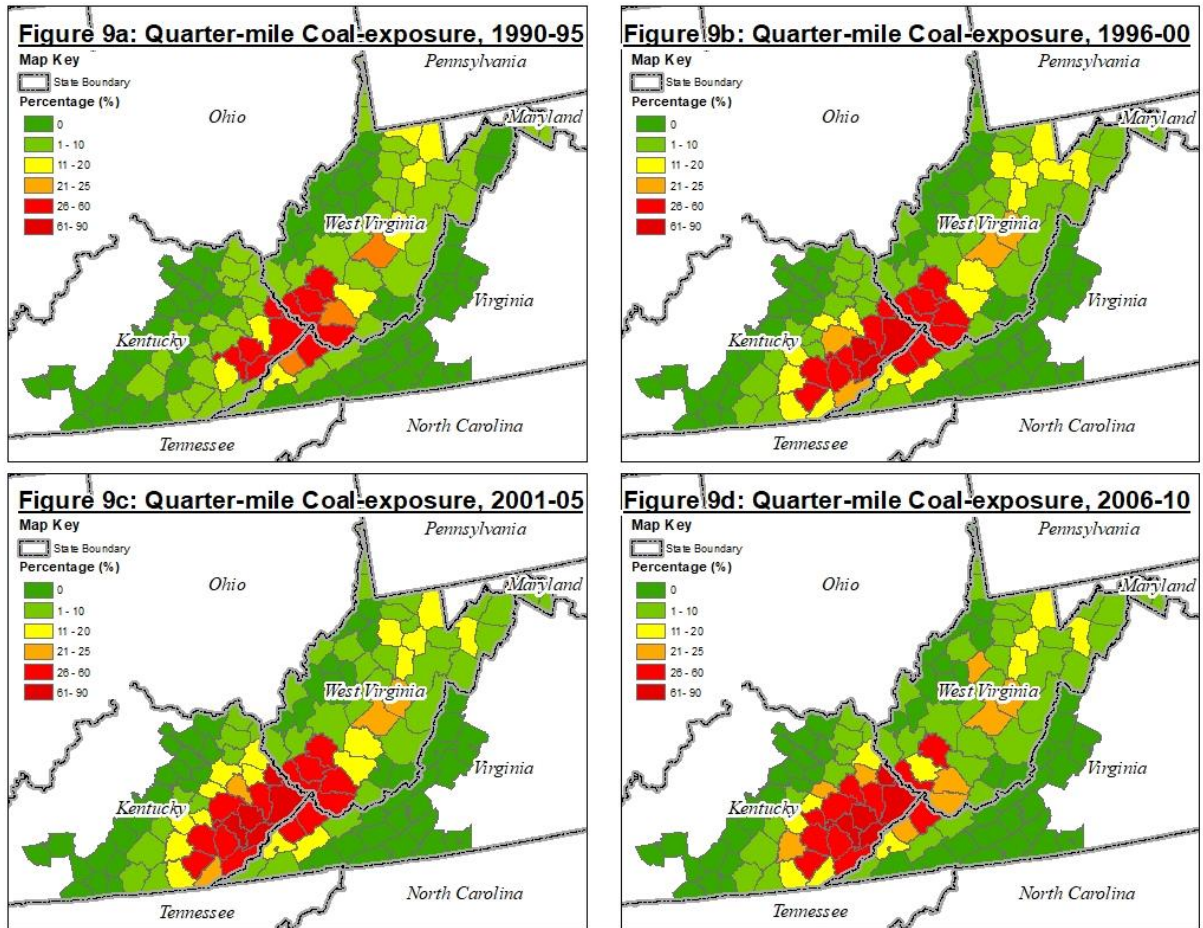 Figure 9a: Quarter-mile Coal-exposure, 1990-95
Map Key
State Boundary
Percentage (%)
0
1 - 10
11 - 20
21 - 25
26 - 60
61- 90
Pennsylvania
Ohio
Maryland
West Virginia
Virginia
Kentucky
North Carolina
Tennessee
Figure 9b: Quarter-mile Coal-exposure, 1996-00
Map Key
State Boundary
Percentage (%)
0
1 - 10
11 - 20
21 - 25
26 - 60
61- 90
Pennsylvania
Ohio
Maryland
West Virginia
Virginia
Kentucky
North Carolina
Tennessee
Figure 9c: Quarter-mile Coal-exposure, 2001-05
Map Key
State Boundary
Percentage (%)
0
1 - 10
11 - 20
21 - 25
26 - 60
61- 90
Pennsylvania
Ohio
Maryland
West Virginia
Virginia
Kentucky
North Carolina
Tennessee
Figure 9d: Quarter-mile Coal-exposure, 2006-10
Map Key
State Boundary
Percentage (%)
0
1 - 10
11 - 20
21 - 25
26 - 60
61- 90
Pennsylvania
Ohio
Maryland
West Virginia
Virginia
Kentucky
North Carolina
Tennessee